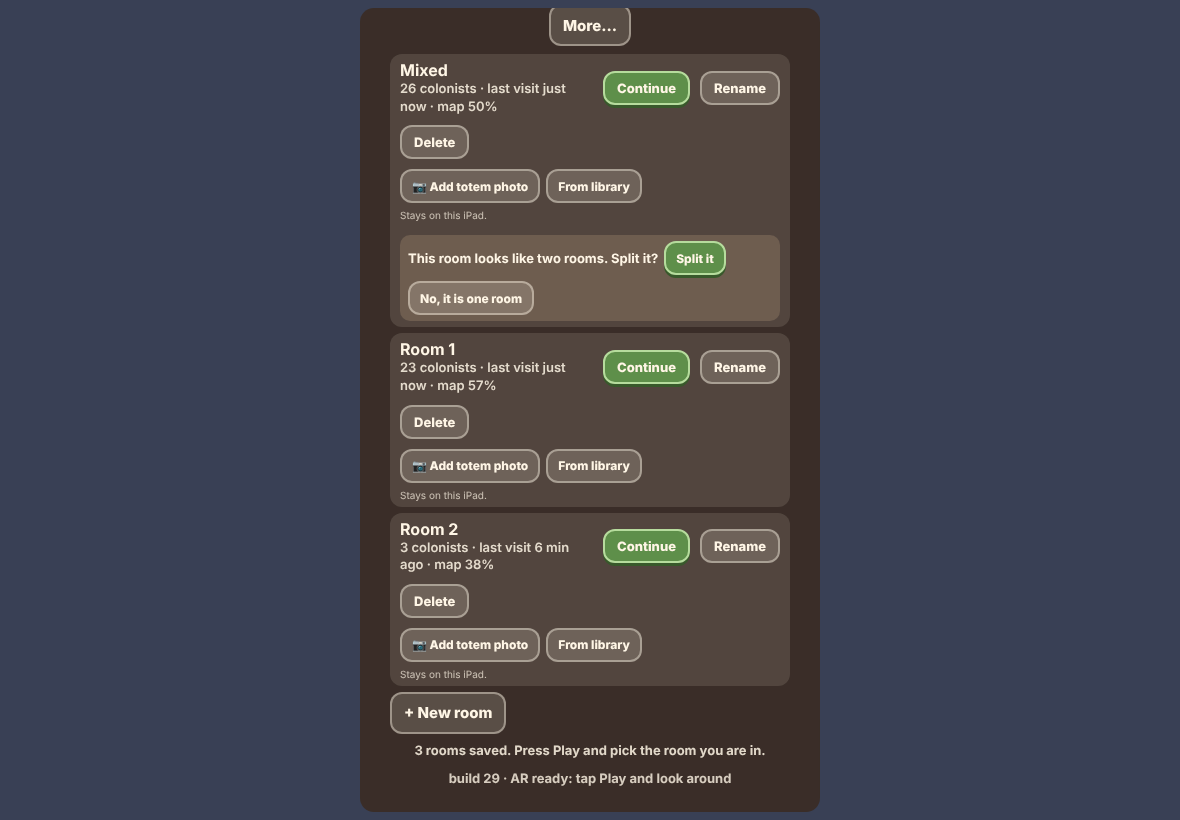 More...
Mixed
26 colonists · last visit just
now · map 50%
Continue
Rename
Delete
📷 Add totem photo
From library
Stays on this iPad.
This room looks like two rooms. Split it?
Split it
No, it is one room
Room 1
23 colonists · last visit just
now · map 57%
Continue
Rename
Delete
📷 Add totem photo
From library
Stays on this iPad.
Room 2
3 colonists · last visit 6 min
ago · map 38%
Continue
Rename
Delete
📷 Add totem photo
From library
Stays on this iPad.
+ New room
3 rooms saved. Press Play and pick the room you are in.
build 29 · AR ready: tap Play and look around